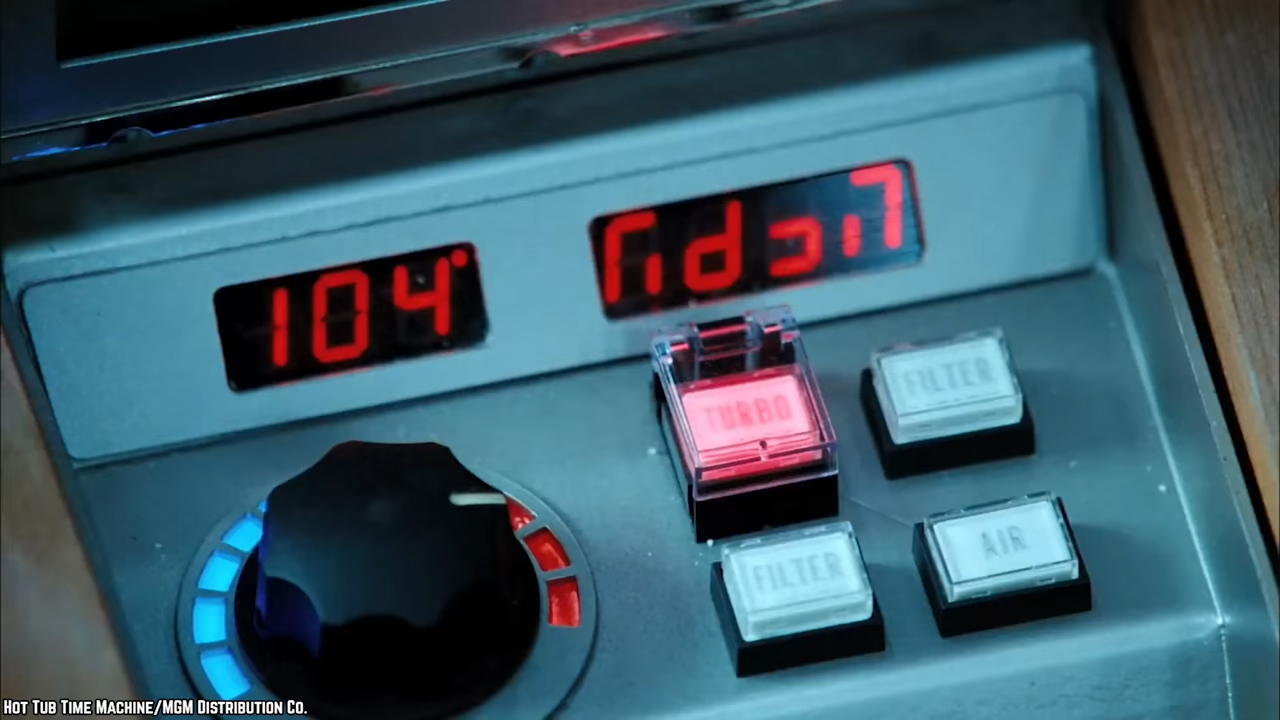 104°
TURBO
FILTER
FILTER
AIR
Hot Tub Time Machine/MGM Distribution Co.